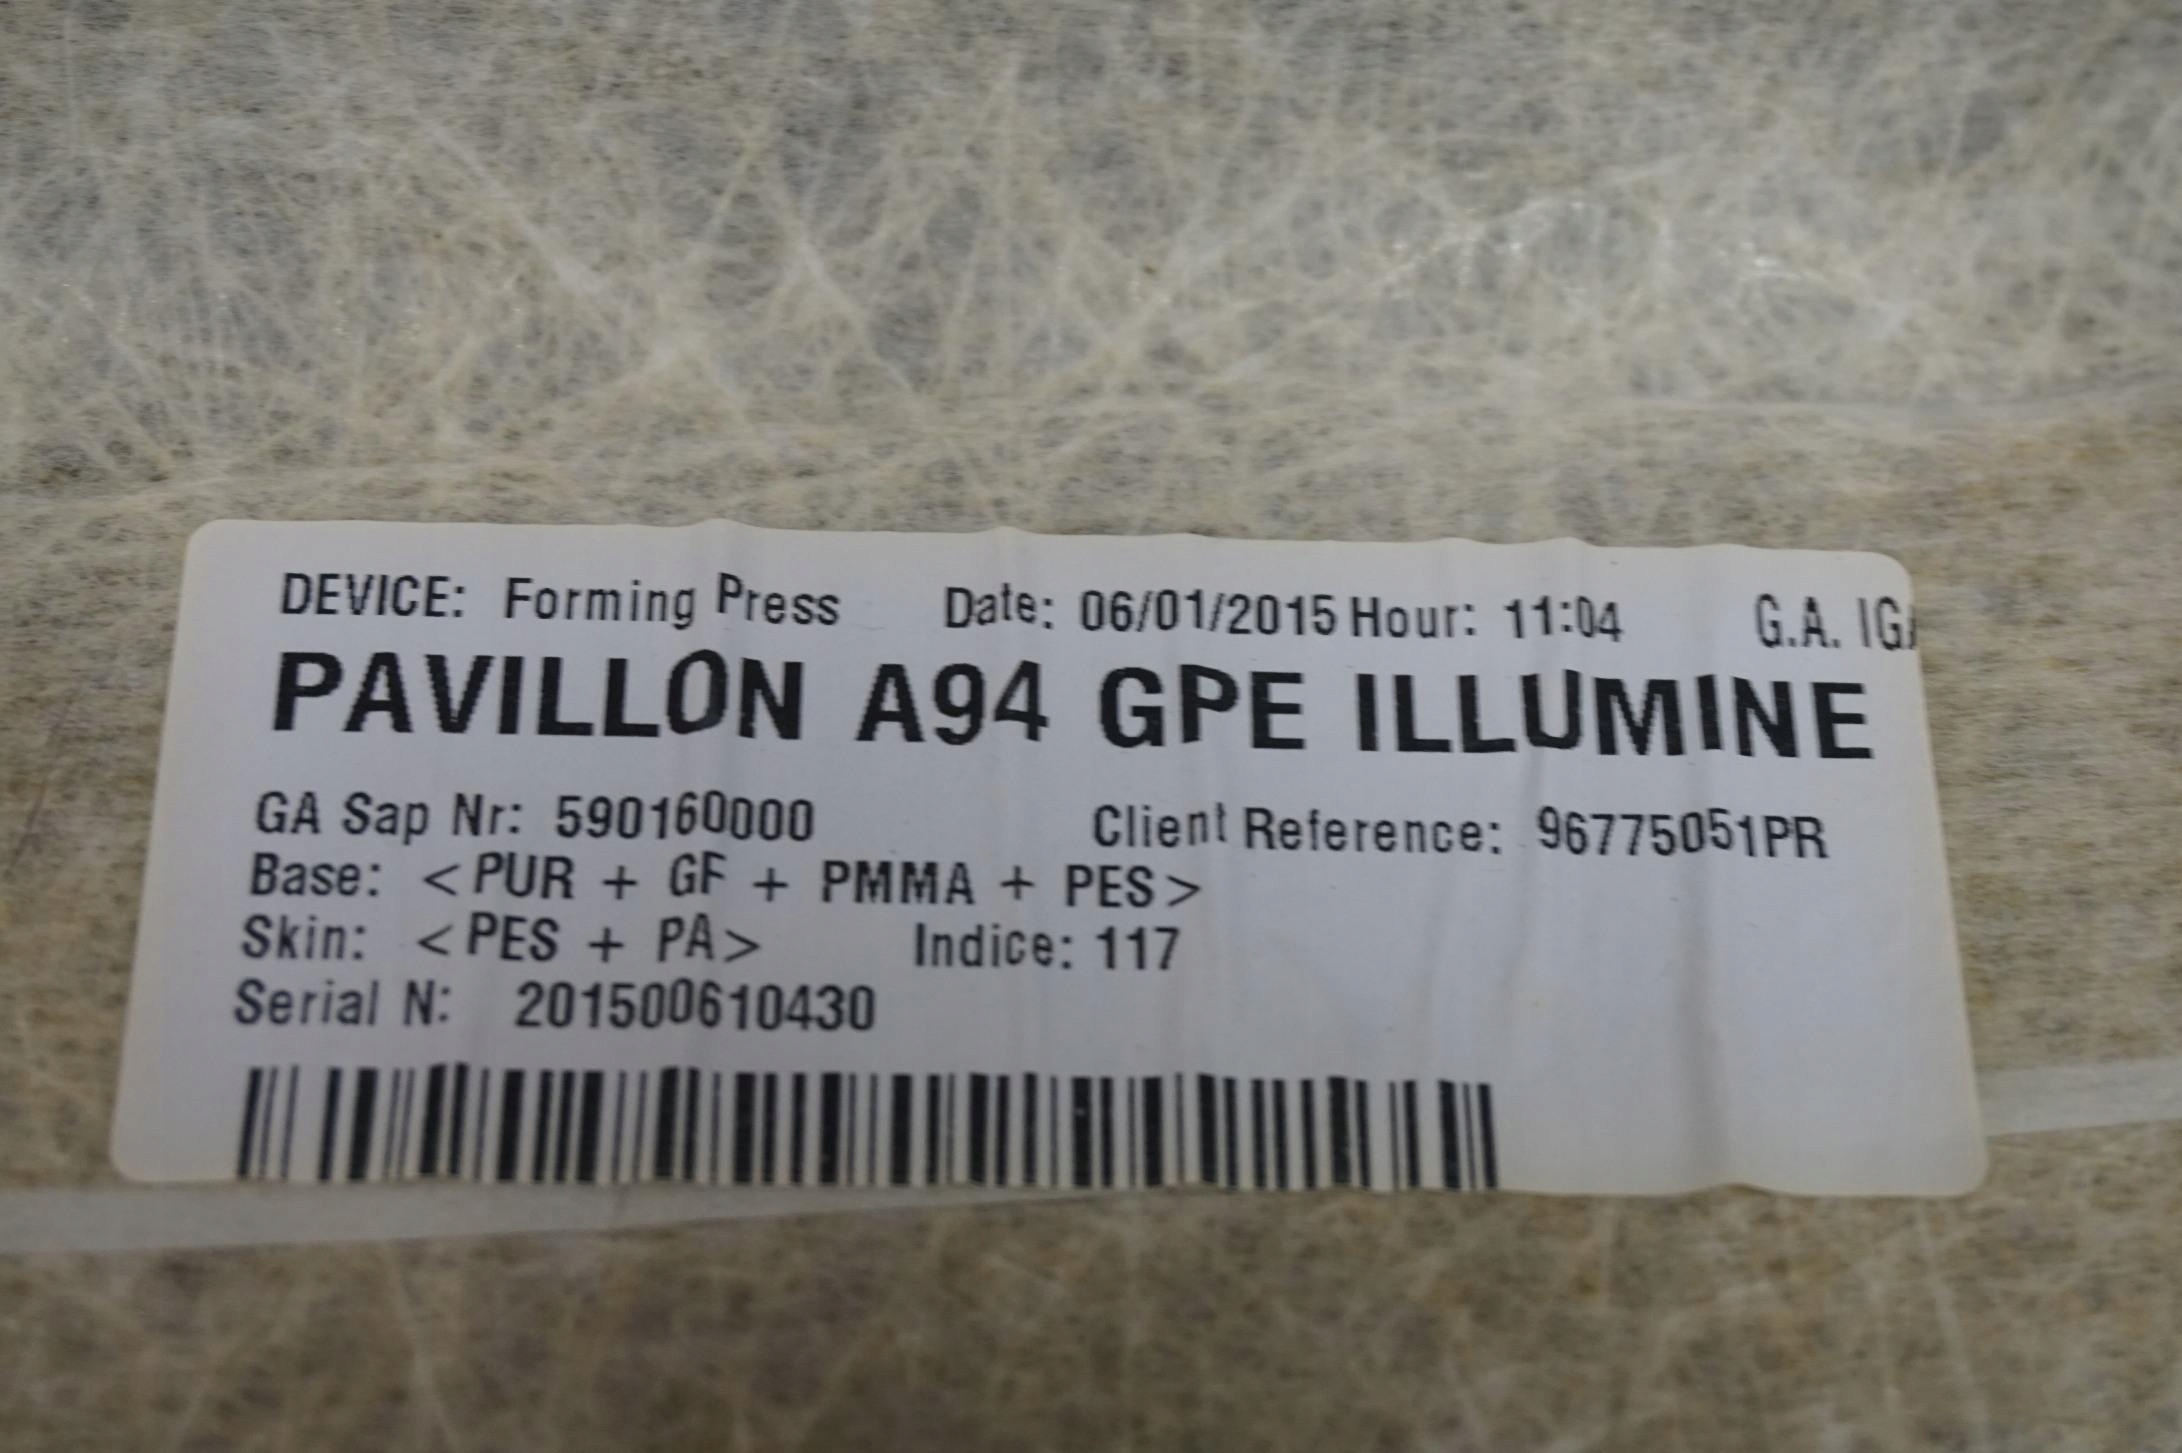 DEVICE: Forming Press Date: 06/01/2015 Hour: 11:04 G.A.
PAVILLON A94 GPE ILLUMINE
GA Sap Nr: 590160000 Client Reference: 96775051PR
Base: <PUR + GF + PMMA + PES>
Skin: <PES + PA> Indice: 117
Serial N: 201500610430